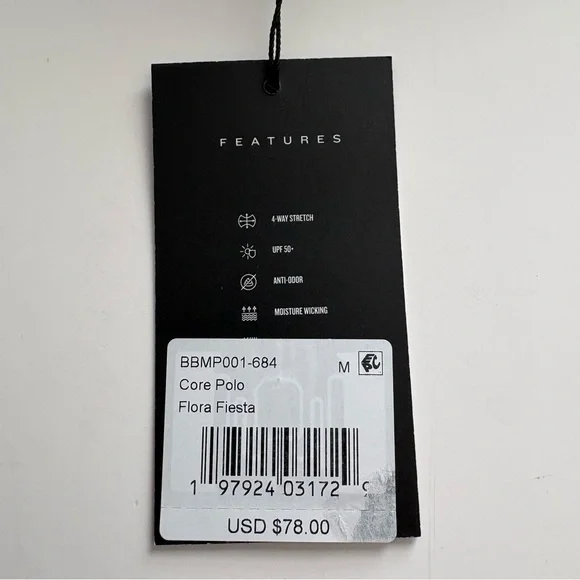 FEATURES
4-WAY STRETCH
UPF 50+
ANTI-ODOR
MOISTURE WICKING
BBMP001-684 M
Core Polo
Flora Fiesta
1 97924 03172 9
USD $78.00